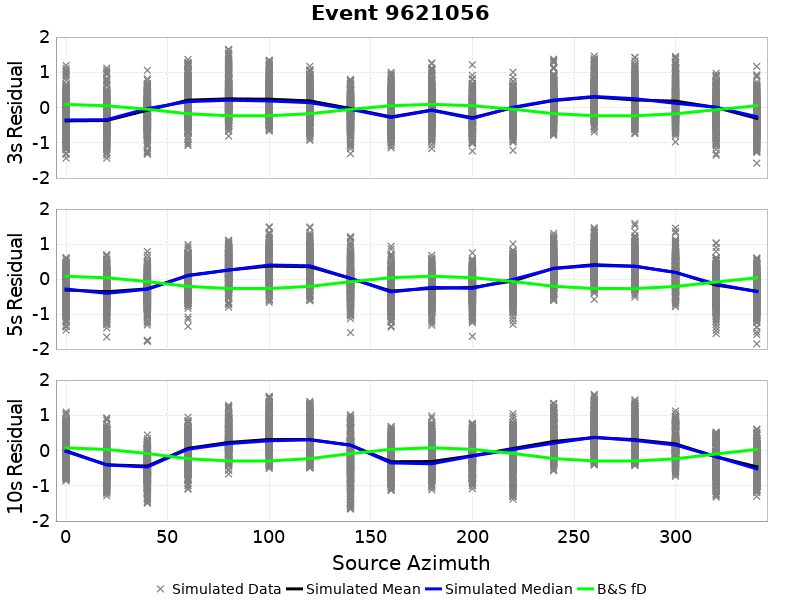 Event 9621056
3s Residual
2
1
0
-1
-2
5s Residual
2
1
0
-1
-2
10s Residual
2
1
0
-1
-2
0 50 100 150 200 250 300
Source Azimuth
Simulated Data Simulated Mean Simulated Median B&S fD